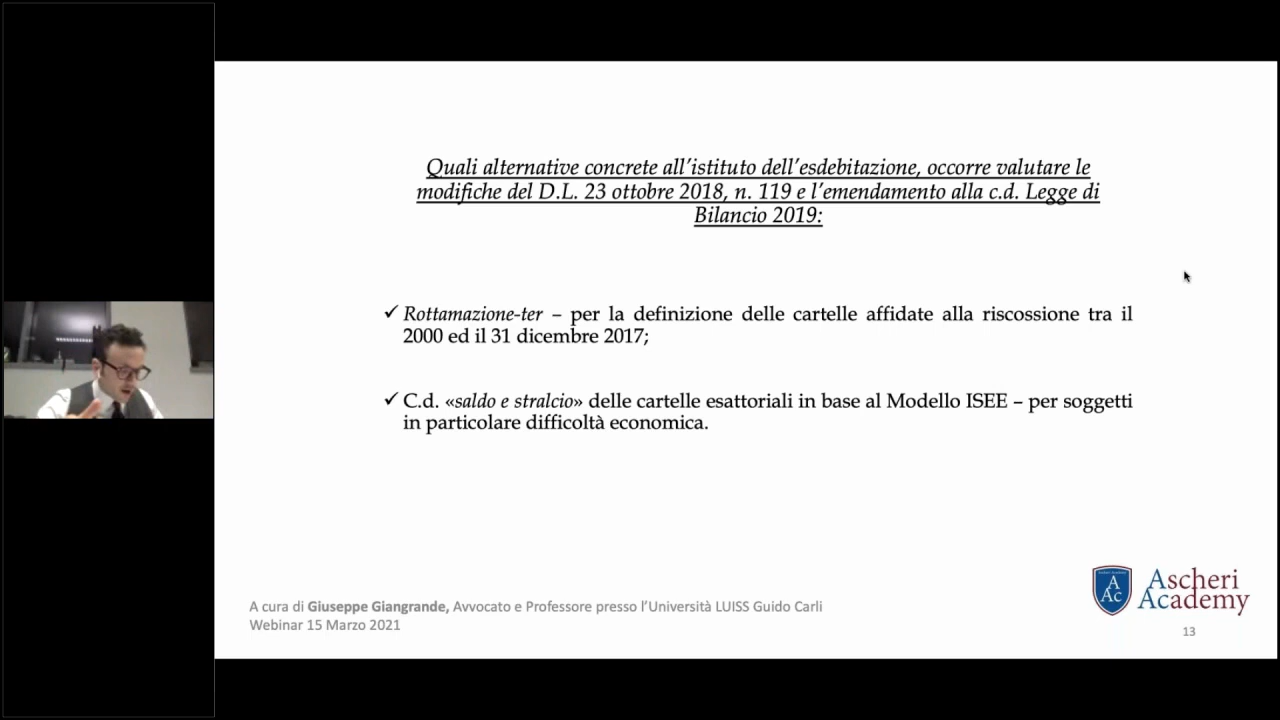 Quali alternative concrete all'istituto dell'esdebitazione, occorre valutare le
modifiche del D.L. 23 ottobre 2018, n. 119 e l'emendamento alla c.d. Legge di
Bilancio 2019:
✓ Rottamazione-ter – per la definizione delle cartelle affidate alla riscossione tra il
2000 ed il 31 dicembre 2017;
✓ C.d. «saldo e stralcio» delle cartelle esattoriali in base al Modello ISEE – per soggetti
in particolare difficoltà economica.
A cura di Giuseppe Giangrande, Avvocato e Professore presso l'Università LUISS Guido Carli
Webinar 15 Marzo 2021
A
Ac
Ascheri
Academy
13